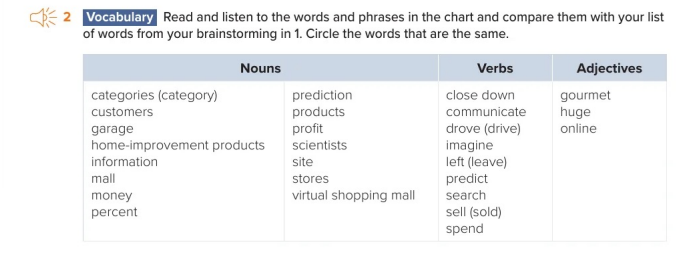 2 Vocabulary Read and listen to the words and phrases in the chart and compare them with your list
of words from your brainstorming in 1. Circle the words that are the same.
Nouns Verbs Adjectives
categories (category) prediction close down gourmet
customers products communicate huge
garage profit drove (drive) online
home-improvement products scientists imagine
information site left (leave)
mall stores predict
money virtual shopping mall search
percent sell (sold)
spend